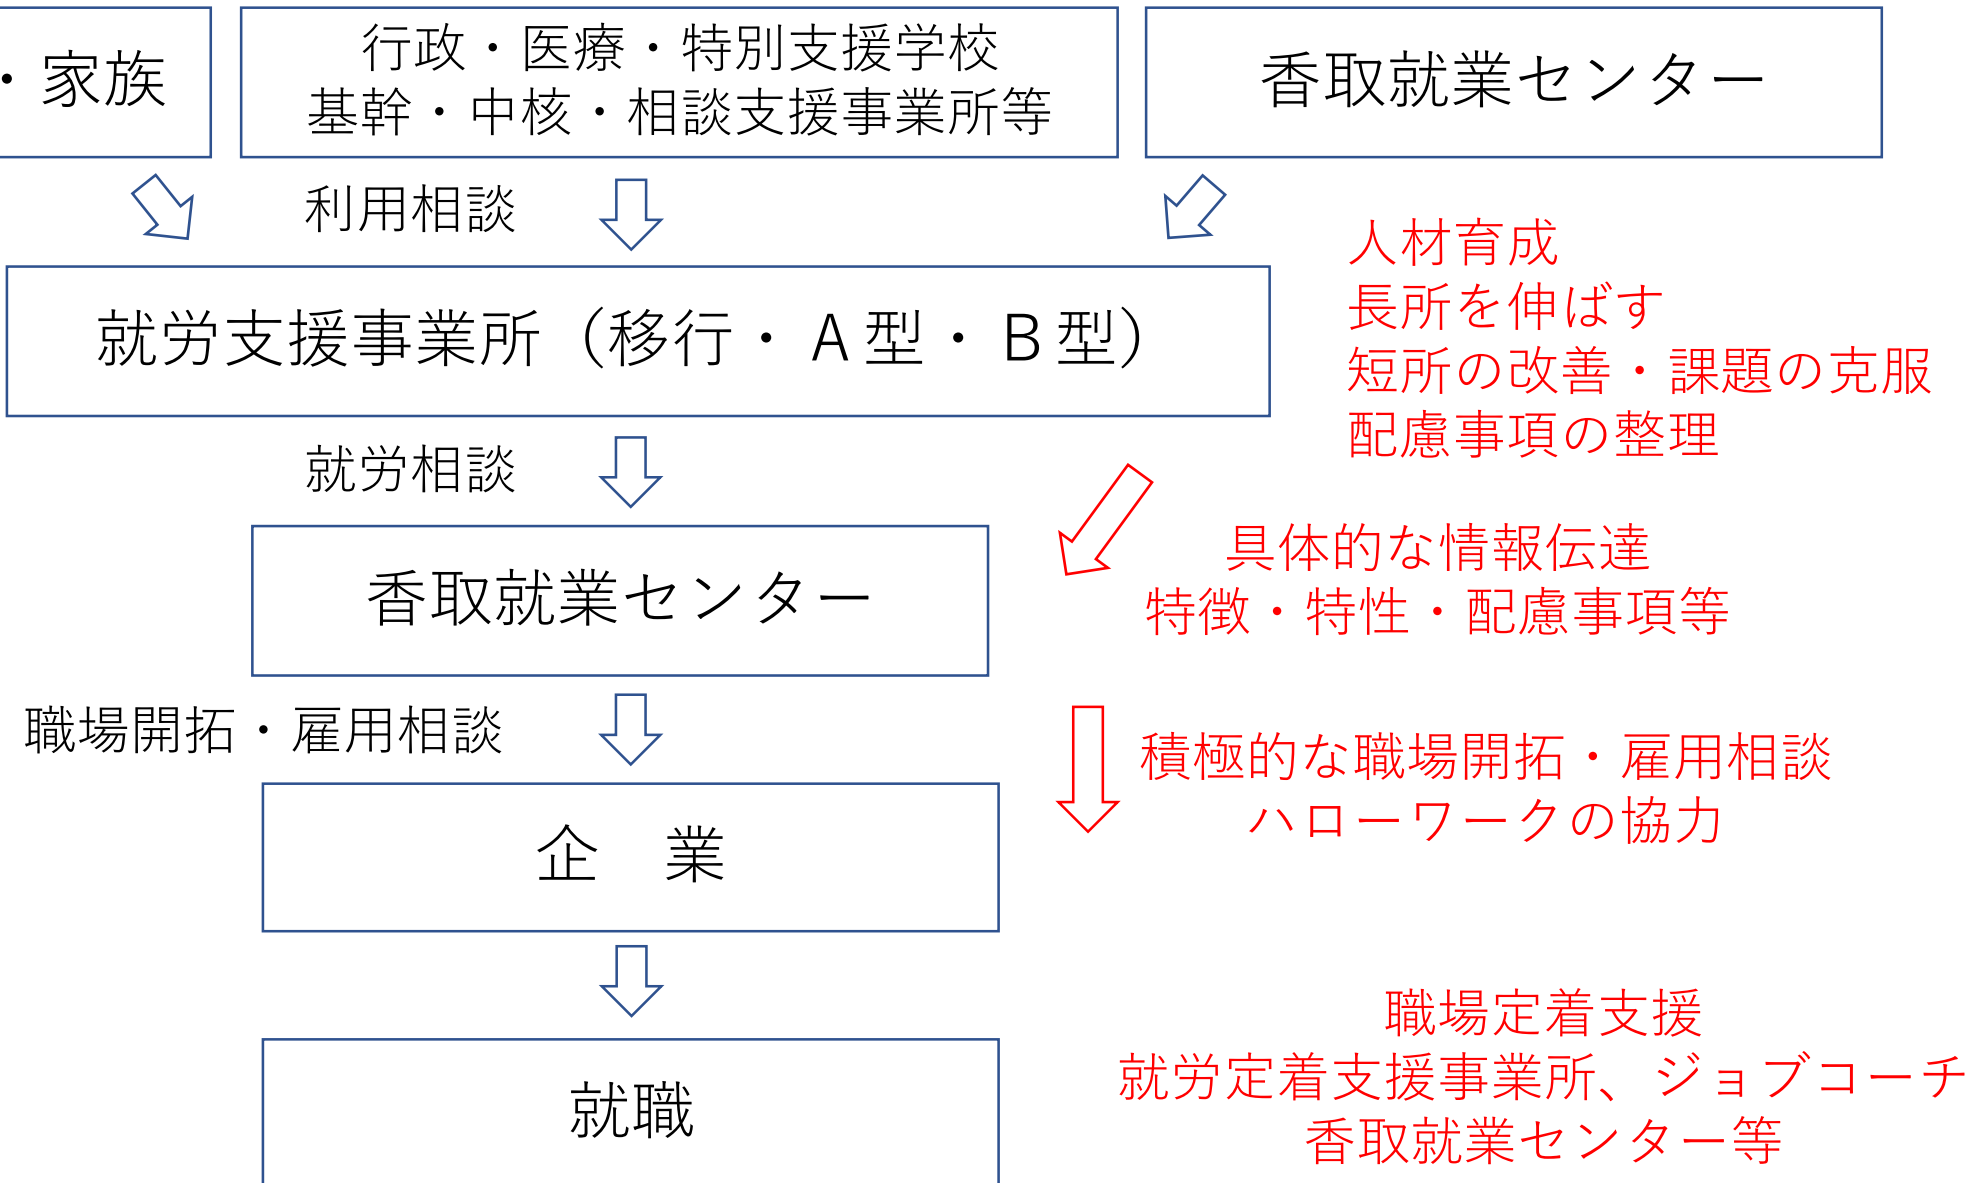 ・家族
行政・医療・特別支援学校
基幹・中核・相談支援事業所等
香取就業センター
利用相談
就労支援事業所（移行・Ａ型・Ｂ型）
人材育成
長所を伸ばす
短所の改善・課題の克服
配慮事項の整理
就労相談
香取就業センター
具体的な情報伝達
特徴・特性・配慮事項等
職場開拓・雇用相談
積極的な職場開拓・雇用相談
ハローワークの協力
企　業
就職
職場定着支援
就労定着支援事業所、ジョブコーチ
香取就業センター等